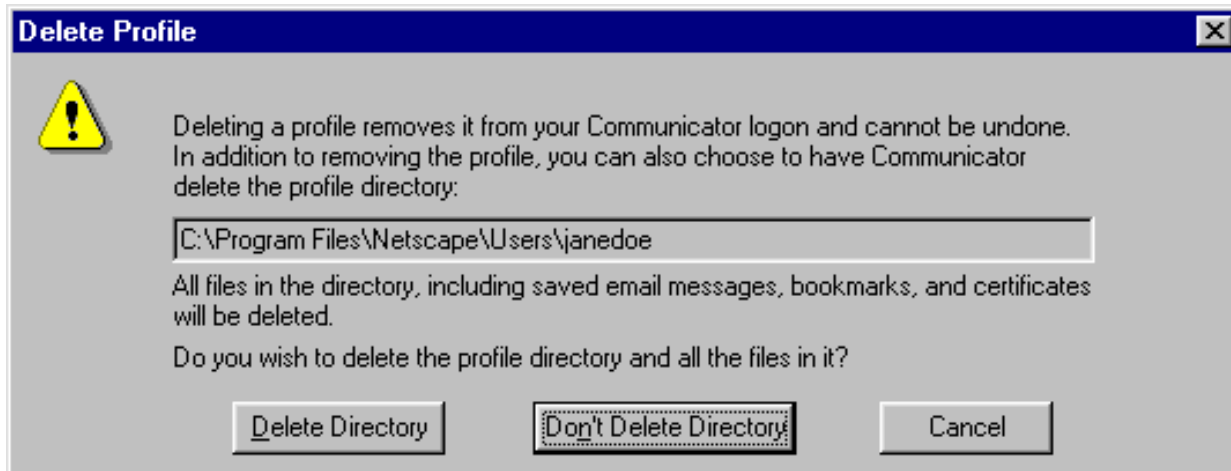 Delete Profile
Deleting a profile removes it from your Communicator logon and cannot be undone.
In addition to removing the profile, you can also choose to have Communicator
delete the profile directory:
C:\Program Files\Netscape\Users\janedoe
All files in the directory, including saved email messages, bookmarks, and certificates
will be deleted.
Do you wish to delete the profile directory and all the files in it?
Delete Directory Don't Delete Directory Cancel